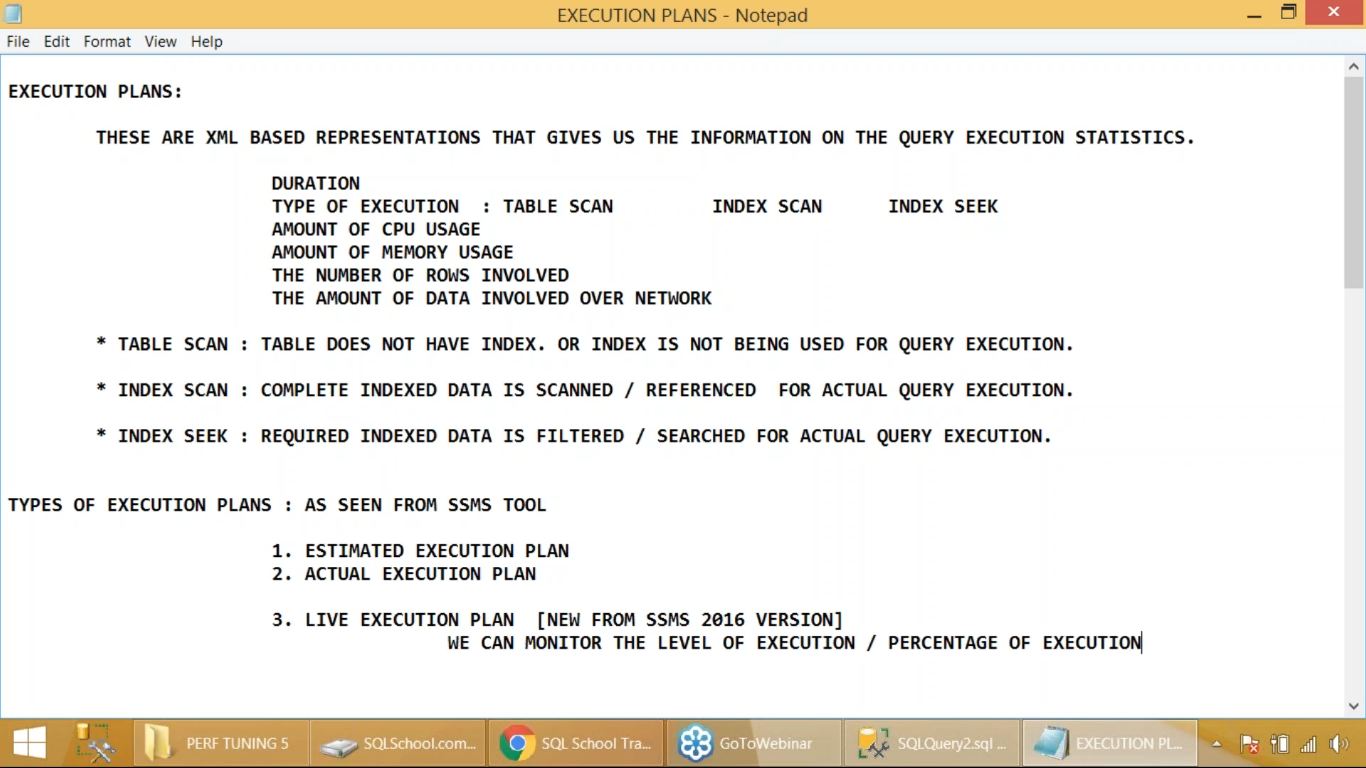 EXECUTION PLANS - Notepad
File Edit Format View Help
EXECUTION PLANS:
THESE ARE XML BASED REPRESENTATIONS THAT GIVES US THE INFORMATION ON THE QUERY EXECUTION STATISTICS.
DURATION
TYPE OF EXECUTION : TABLE SCAN INDEX SCAN INDEX SEEK
AMOUNT OF CPU USAGE
AMOUNT OF MEMORY USAGE
THE NUMBER OF ROWS INVOLVED
THE AMOUNT OF DATA INVOLVED OVER NETWORK
* TABLE SCAN : TABLE DOES NOT HAVE INDEX. OR INDEX IS NOT BEING USED FOR QUERY EXECUTION.
* INDEX SCAN : COMPLETE INDEXED DATA IS SCANNED / REFERENCED FOR ACTUAL QUERY EXECUTION.
* INDEX SEEK : REQUIRED INDEXED DATA IS FILTERED / SEARCHED FOR ACTUAL QUERY EXECUTION.
TYPES OF EXECUTION PLANS : AS SEEN FROM SSMS TOOL
1. ESTIMATED EXECUTION PLAN
2. ACTUAL EXECUTION PLAN
3. LIVE EXECUTION PLAN [NEW FROM SSMS 2016 VERSION]
WE CAN MONITOR THE LEVEL OF EXECUTION / PERCENTAGE OF EXECUTION
PERF TUNING 5 SQLSchool.com... SQL School Tra... GoToWebinar SQLQuery2.sql ... EXECUTION PL...